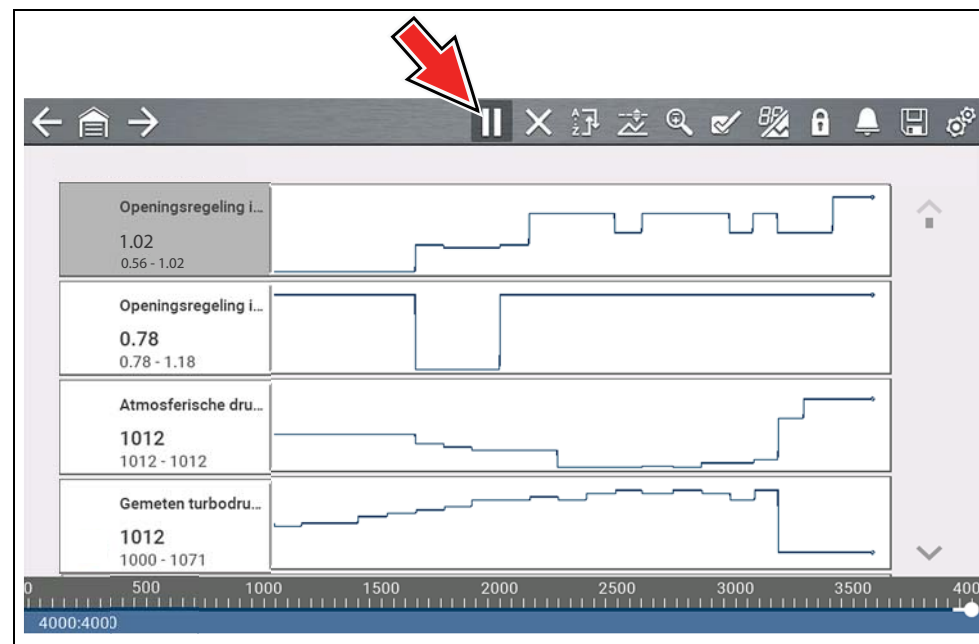 Openingsregeling i...
1.02
0.56 - 1.02
Openingsregeling i...
0.78
0.78 - 1.18
Atmosferische dru...
1012
1012 - 1012
Gemeten turbodru...
1012
1000 - 1071
0 500 1000 1500 2000 2500 3000 3500 400
4000:4000